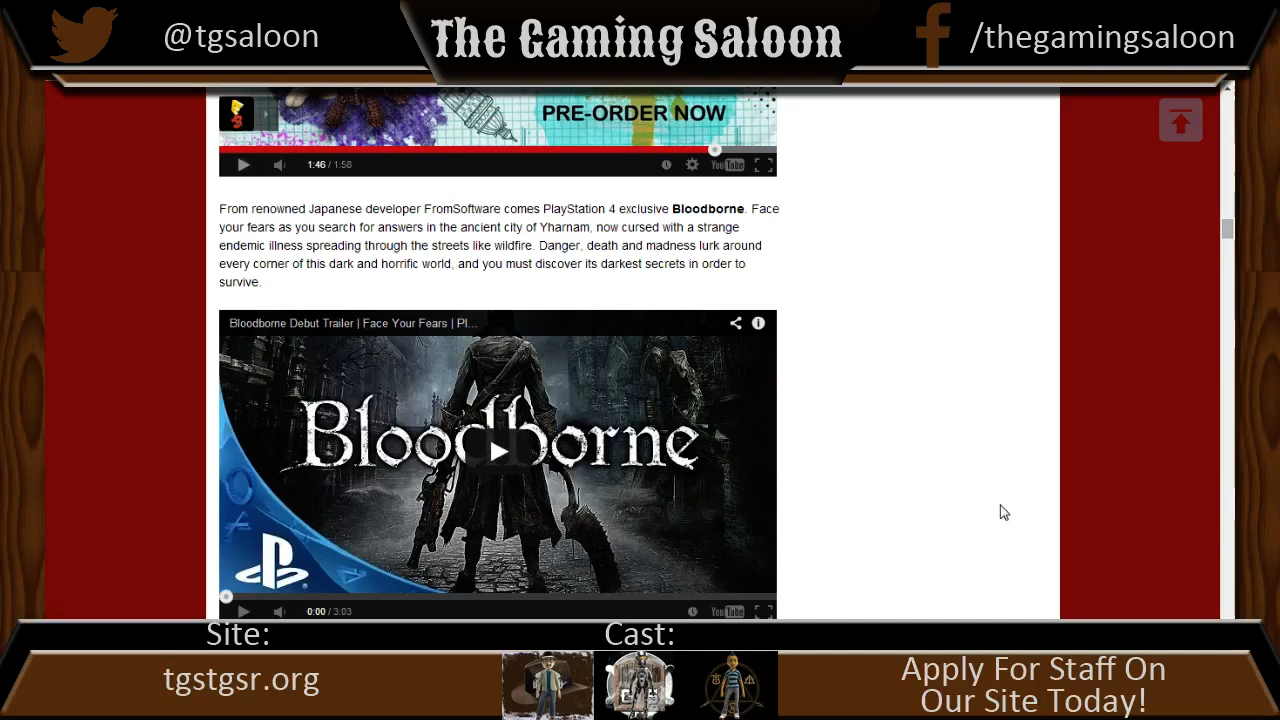 @tgsaloon
The Gaming Saloon
/thegamingsaloon
E3
PRE-ORDER NOW
1:46 / 1:58
YouTube
From renowned Japanese developer FromSoftware comes PlayStation 4 exclusive Bloodborne. Face
your fears as you search for answers in the ancient city of Yharnam, now cursed with a strange
endemic illness spreading through the streets like wildfire. Danger, death and madness lurk around
every corner of this dark and horrific world, and you must discover its darkest secrets in order to
survive.
Bloodborne Debut Trailer | Face Your Fears | Pl...
Bloodborne
0:00 / 3:03
YouTube
Site:
Cast:
tgstgsr.org
Apply For Staff On
Our Site Today!